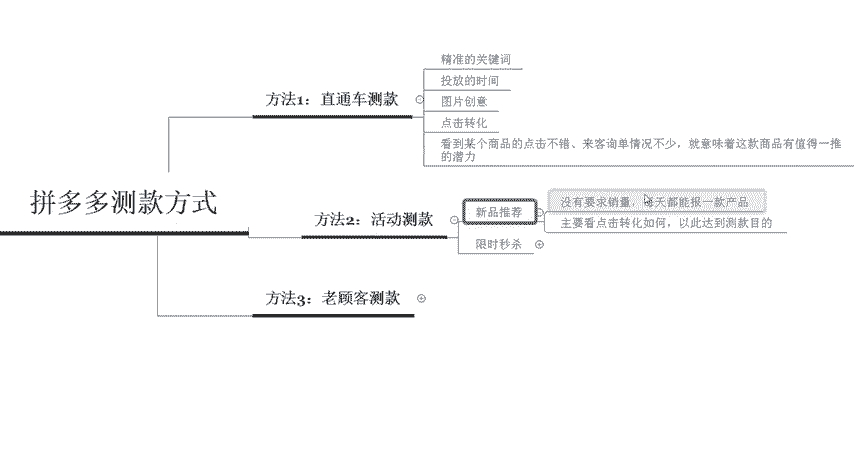 精准的关键词
投放的时间
方法1：直通车测款
图片创意
点击转化
看到某个商品的点击不错、来客询单情况不少，就意味着这款商品有值得一推
的潜力
拼多多测款方式
方法2：活动测款
新品推荐
没有要求销量，每天都能报一款产品
主要看点击转化如何，以此达到测款目的
限时秒杀
方法3：老顾客测款